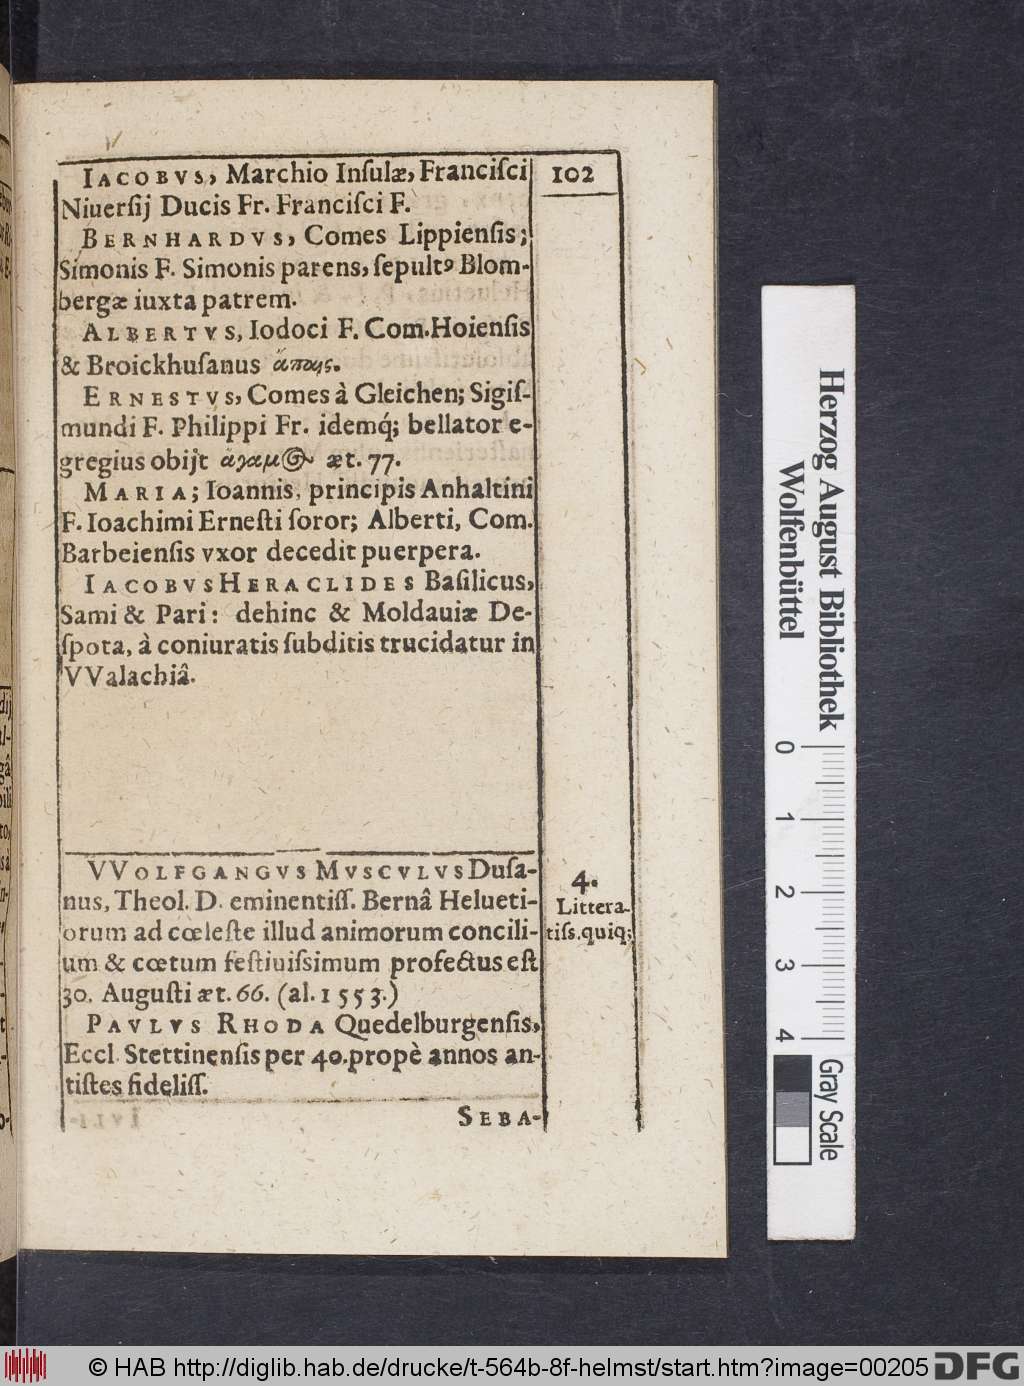 IACOBVS, Marchio Inſulæ, Franciſci
Niuerſij Ducis Fr. Franciſci F.
BERNHARDVS, Comes Lippienſis;
Simonis F. Simonis parens, ſepultꝰ Blom-
bergæ iuxta patrem.
ALBERTVS, Iodoci F. Com. Hoienſis
& Broickhuſanus ἄπαις.
ERNESTVS, Comes à Gleichen; Sigiſ-
mundi F. Philippi Fr. idemq́; bellator e-
gregius obijt ἄγαμος æt. 77.
MARIA; Ioannis, principis Anhaltini
F. Ioachimi Erneſti ſoror; Alberti, Com.
Barbeienſis vxor decedit puerpera.
IACOBVS HERACLIDES Baſilicus,
Sami & Pari: dehinc & Moldauiæ De-
ſpota, à coniuratis ſubditis trucidatur in
VValachiâ.
102
VVOLFGANGVS MVSCVLVS Duſa-
nus, Theol. D. eminentiſſ. Bernâ Helueti-
orum ad cœleſte illud animorum concili-
um & cœtum feſtiuiſsimum profectus eſt
30. Auguſti æt. 66. (al. 1553.)
PAVLVS RHODA Quedelburgenſis,
Eccl. Stettinenſis per 40. propè annos an-
tiſtes fideliſſ.
SEBA-
4.
Littera-
tiſs. quiq;
Herzog August Bibliothek
Wolfenbüttel
0 1 2 3 4
Gray Scale
© HAB http://diglib.hab.de/drucke/t-564b-8f-helmst/start.htm?image=00205
DFG